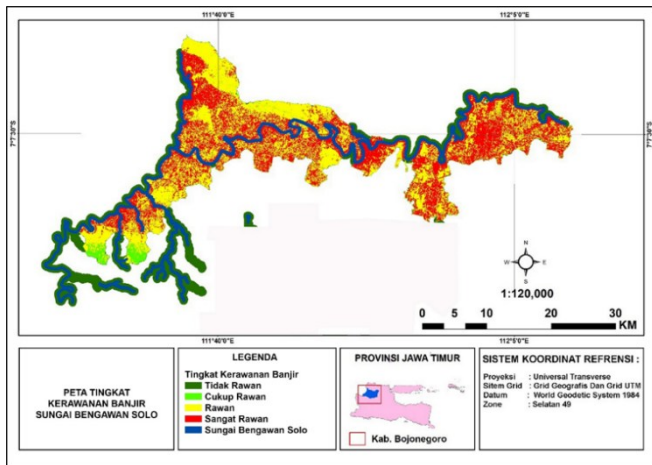 111°40'0"E
112°5'0"E
7°7'30"S
7°7'30"S
N
W
E
S
1:120,000
0 3 5 10 20 30
KM
111°40'0"E
112°5'0"E
PETA TINGKAT
KERAWANAN BANJIR
SUNGAI BENGAWAN SOLO
LEGENDA
Tingkat Kerawanan Banjir
Tidak Rawan
Cukup Rawan
Rawan
Sangat Rawan
Sungai Bengawan Solo
PROVINSI JAWA TIMUR
Kab. Bojonegoro
SISTEM KOORDINAT REFRENSI :
Proyeksi : Universal Transverse
Sitem Grid : Grid Geografis Dan Grid UTM
Datum : World Geodetic System 1984
Zone : Selatan 49